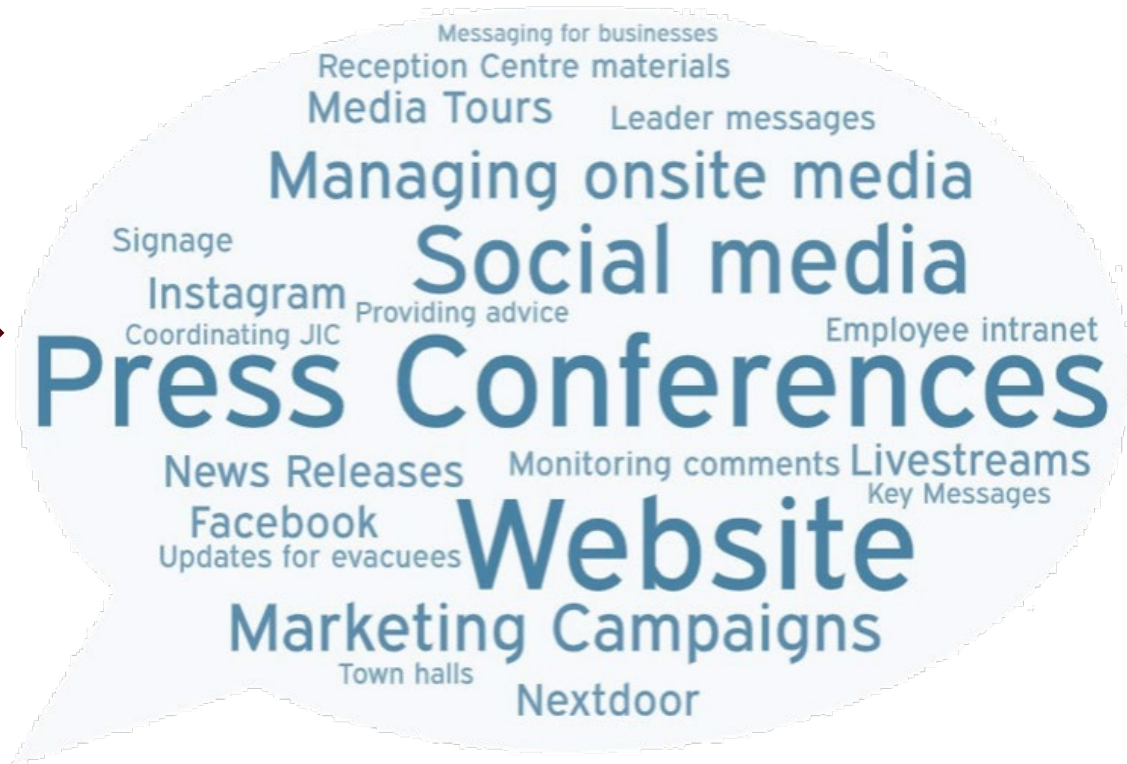 Messaging for businesses
Reception Centre materials
Media Tours
Leader messages
Managing onsite media
Signage
Social media
Instagram
Providing advice
Coordinating JIC
Employee intranet
Press Conferences
News Releases
Monitoring comments
Livestreams
Key Messages
Facebook
Website
Updates for evacuees
Marketing Campaigns
Town halls
Nextdoor